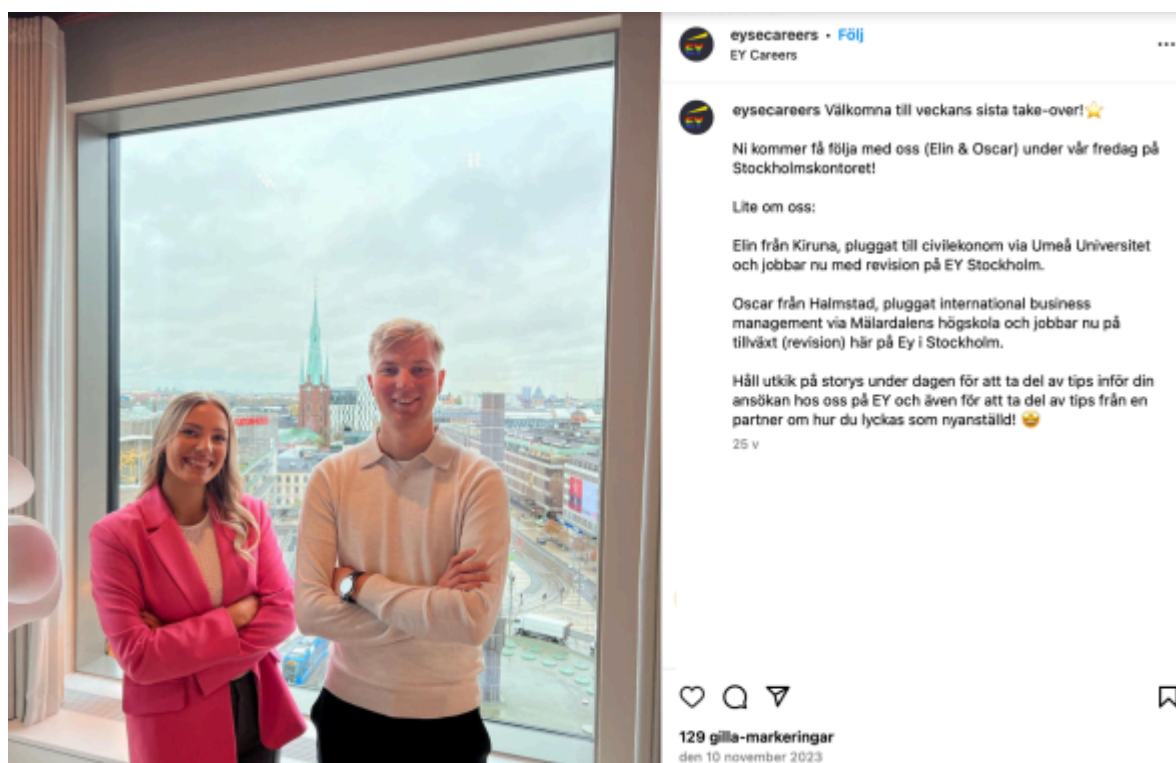 eysecareers • Följ
EY Careers
eysecareers Välkomna till veckans sista take-over!⭐
Ni kommer få följa med oss (Elin & Oscar) under vår fredag på
Stockholmskontoret!
Lite om oss:
Elin från Kiruna, pluggat till civilekonom via Umeå Universitet
och jobbar nu med revision på EY Stockholm.
Oscar från Halmstad, pluggat international business
management via Mälardalens högskola och jobbar nu på
tillväxt (revision) här på Ey i Stockholm.
Håll utkik på storys under dagen för att ta del av tips inför din
ansökan hos oss på EY och även för att ta del av tips från en
partner om hur du lyckas som nyanställd! 🤩
25 v
129 gilla-markeringar
den 10 november 2023